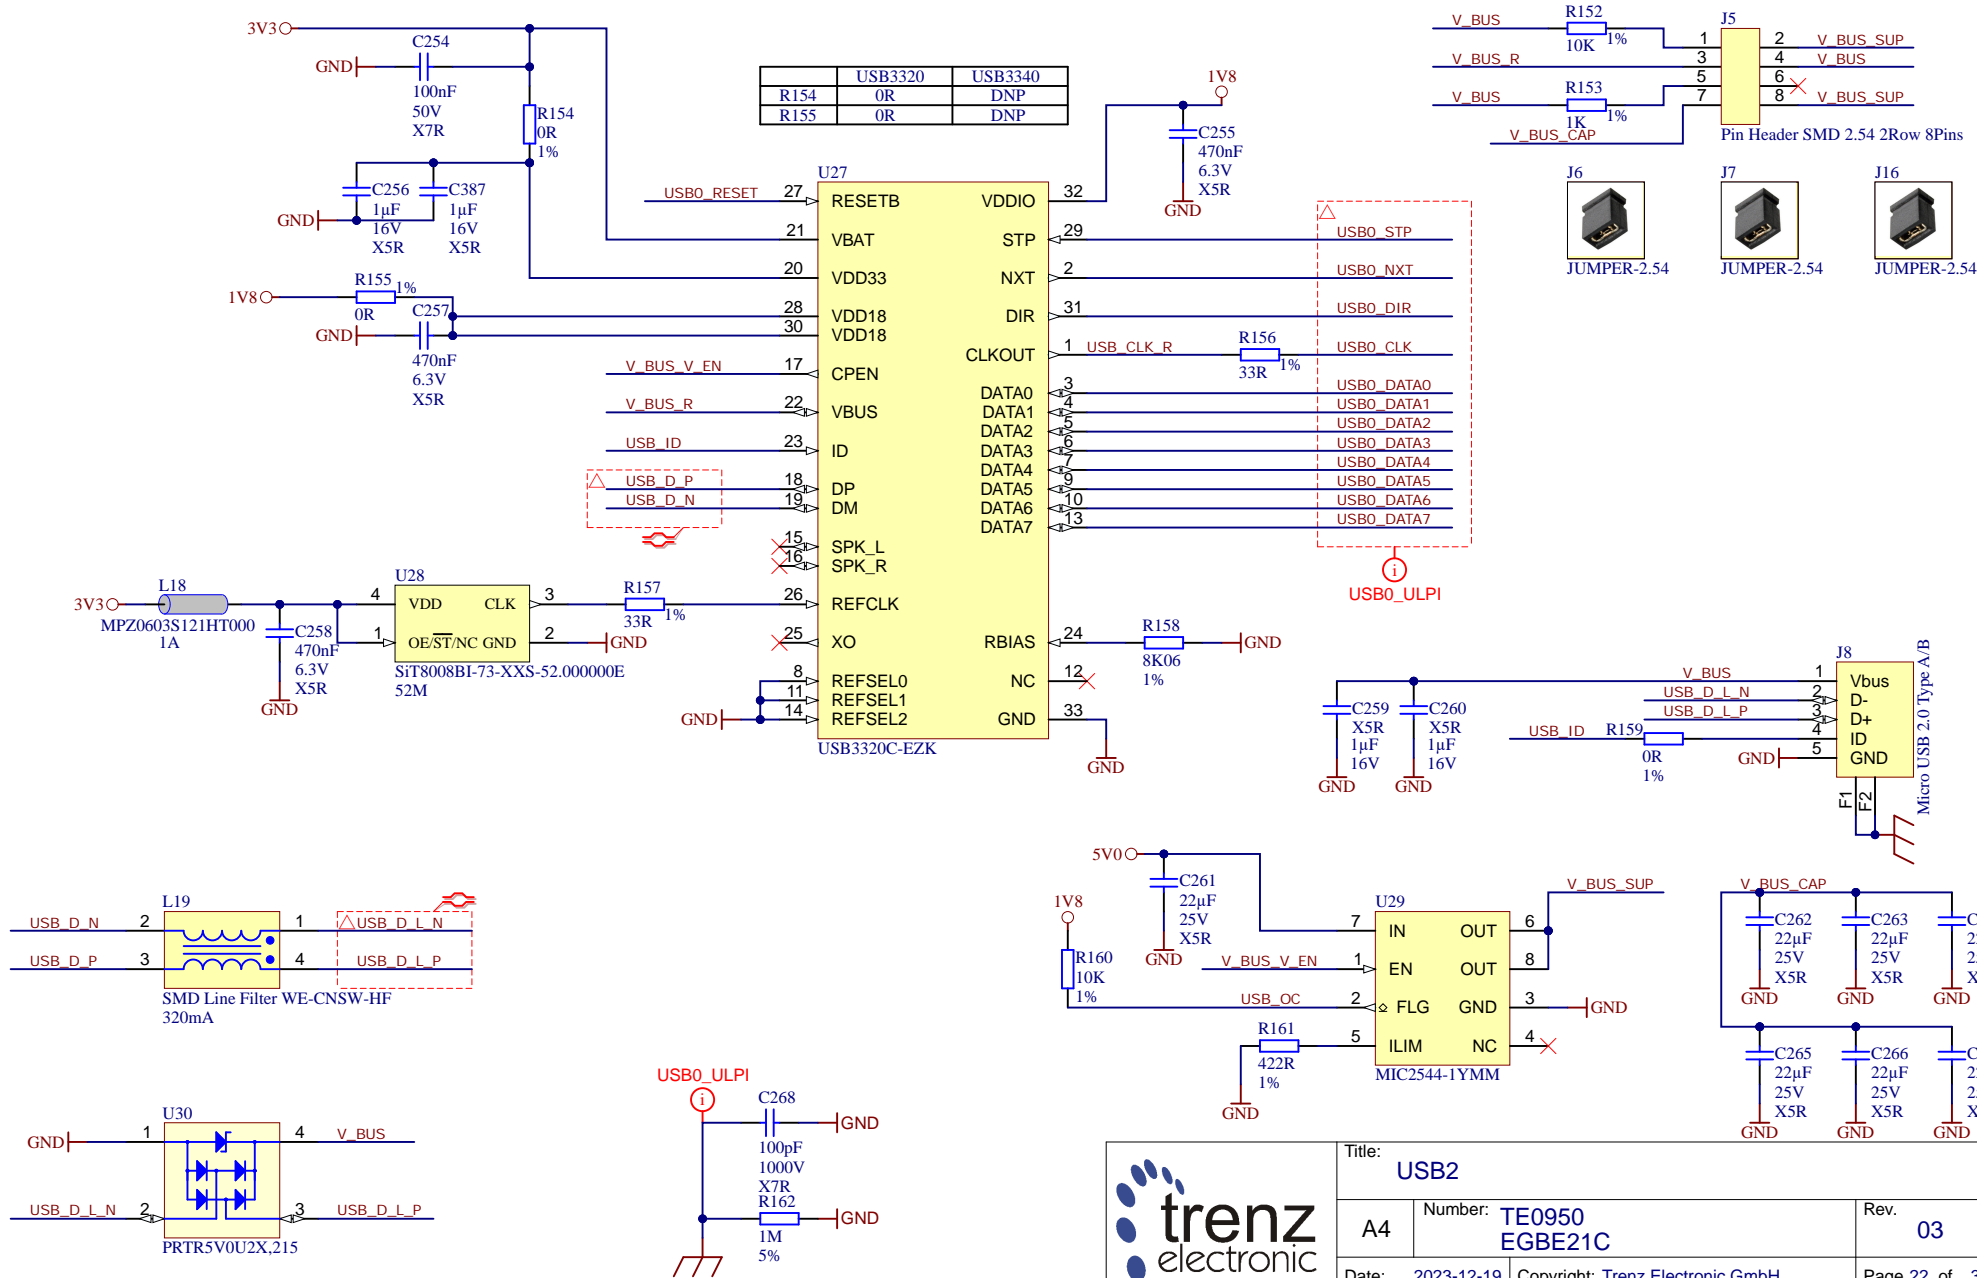 3V3
C254
GND
100nF
50V
X7R
R154
0R
1%
C256
1µF
16V
X5R
C387
1µF
16V
X5R
GND
1V8
R155
1%
0R
C257
GND
470nF
6.3V
X5R
USB3320 USB3340
R154 0R DNP
R155 0R DNP
1V8
C255
470nF
6.3V
X5R
GND
U27
USB0_RESET 27 RESETB
21 VBAT
20 VDD33
28 VDD18
30 VDD18
V_BUS_V_EN 17 CPEN
V_BUS_R 22 VBUS
USB_ID 23 ID
USB_D_P 18 DP
USB_D_N 19 DM
15 SPK_L
16 SPK_R
26 REFCLK
25 XO
8 REFSEL0
11 REFSEL1
14 REFSEL2
GND
USB3320C-EZK
VDDIO 32
STP 29 USB0_STP
NXT 2 USB0_NXT
DIR 31 USB0_DIR
CLKOUT 1 USB_CLK_R
R156
33R
1%
USB0_CLK
DATA0 3 USB0_DATA0
DATA1 4 USB0_DATA1
DATA2 5 USB0_DATA2
DATA3 6 USB0_DATA3
DATA4 7 USB0_DATA4
DATA5 9 USB0_DATA5
DATA6 10 USB0_DATA6
DATA7 13 USB0_DATA7
i
USB0_ULPI
RBIAS 24
R158
8K06
1%
GND
NC 12
GND 33
GND
3V3
L18
MPZ0603S121HT000
1A
C258
470nF
6.3V
X5R
GND
U28
4 VDD CLK 3
1 OE/ST/NC GND 2
GND
SiT8008BI-73-XXS-52.000000E
52M
R157
33R
1%
V_BUS
R152
10K
1%
V_BUS_R
V_BUS
R153
1K
1%
V_BUS_CAP
J5
1 2 V_BUS_SUP
3 4 V_BUS
5 6
7 8 V_BUS_SUP
Pin Header SMD 2.54 2Row 8Pins
J6
JUMPER-2.54
J7
JUMPER-2.54
J16
JUMPER-2.54
J8
V_BUS 1 Vbus
USB_D_L_N 2 D-
USB_D_L_P 3 D+
USB_ID R159 4 ID
0R
1%
GND 5 GND
F1
F2
Micro USB 2.0 Type A/B
C259
X5R
1µF
16V
GND
C260
X5R
1µF
16V
GND
L19
USB_D_N 2 1 USB_D_L_N
USB_D_P 3 4 USB_D_L_P
SMD Line Filter WE-CNSW-HF
320mA
U30
GND 1 4 V_BUS
USB_D_L_N 2 3 USB_D_L_P
PRTR5V0U2X,215
USB0_ULPI
i
C268
GND
100pF
1000V
X7R
R162
GND
1M
5%
5V0
C261
22µF
25V
X5R
GND
1V8
R160
10K
1%
U29
7 IN OUT 6
V_BUS_V_EN 1 EN OUT 8
USB_OC 2 FLG GND 3 GND
5 ILIM NC 4
MIC2544-1YMM
R161
422R
1%
GND
V_BUS_SUP
V_BUS_CAP
C262
22µF
25V
X5R
GND
C263
22µF
25V
X5R
GND
GND
C265
22µF
25V
X5R
GND
C266
22µF
25V
X5R
GND
GND
trenz
electronic
Title:
USB2
A4
Number: TE0950
EGBE21C
Rev.
03
Date: 2023-12-19
Copyright: Trenz Electronic GmbH
Page 22 of